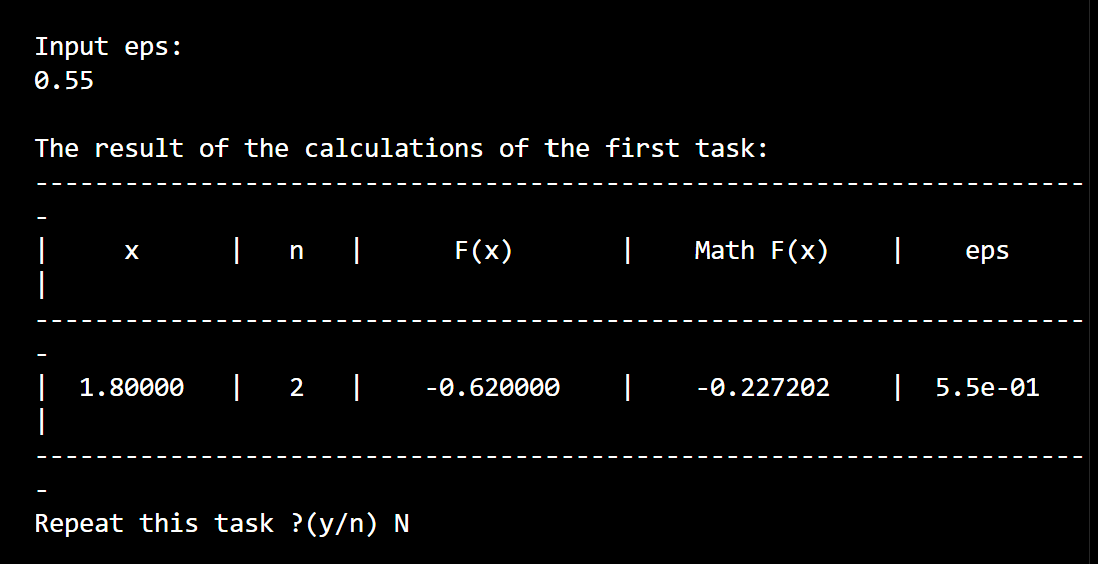 Input eps:
0.55
The result of the calculations of the first task:
----------------------------------------------------------------------
-
|     x      |   n   |      F(x)       |    Math F(x)    |    eps
|
----------------------------------------------------------------------
-
|  1.80000   |   2   |    -0.620000    |    -0.227202    |  5.5e-01
|
----------------------------------------------------------------------
-
Repeat this task ?(y/n) N